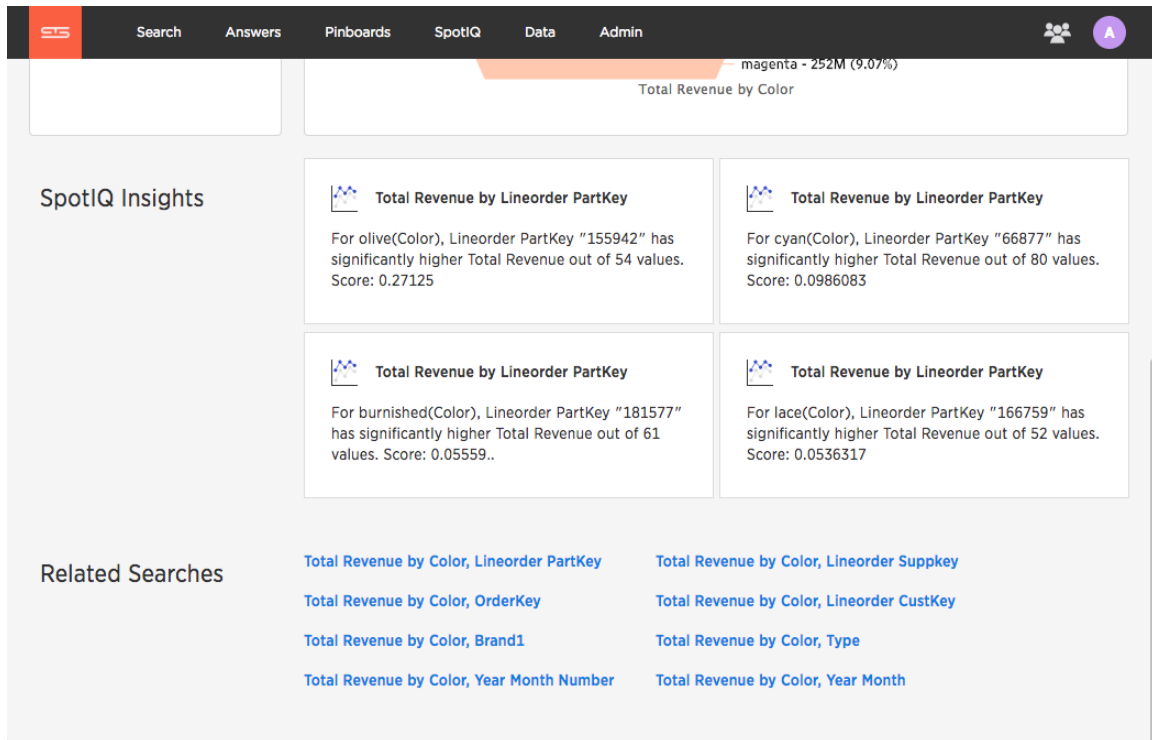 STS
Search Answers Pinboards SpotIQ Data Admin
A
magenta - 252M (9.07%)
Total Revenue by Color
SpotIQ Insights
Total Revenue by Lineorder PartKey
For olive(Color), Lineorder PartKey "155942" has
significantly higher Total Revenue out of 54 values.
Score: 0.27125
Total Revenue by Lineorder PartKey
For cyan(Color), Lineorder PartKey "66877" has
significantly higher Total Revenue out of 80 values.
Score: 0.0986083
Total Revenue by Lineorder PartKey
For burnished(Color), Lineorder PartKey "181577"
has significantly higher Total Revenue out of 61
values. Score: 0.05559..
Total Revenue by Lineorder PartKey
For lace(Color), Lineorder PartKey "166759" has
significantly higher Total Revenue out of 52 values.
Score: 0.0536317
Related Searches
Total Revenue by Color, Lineorder PartKey
Total Revenue by Color, Lineorder Suppkey
Total Revenue by Color, OrderKey
Total Revenue by Color, Lineorder CustKey
Total Revenue by Color, Brand1
Total Revenue by Color, Type
Total Revenue by Color, Year Month Number
Total Revenue by Color, Year Month